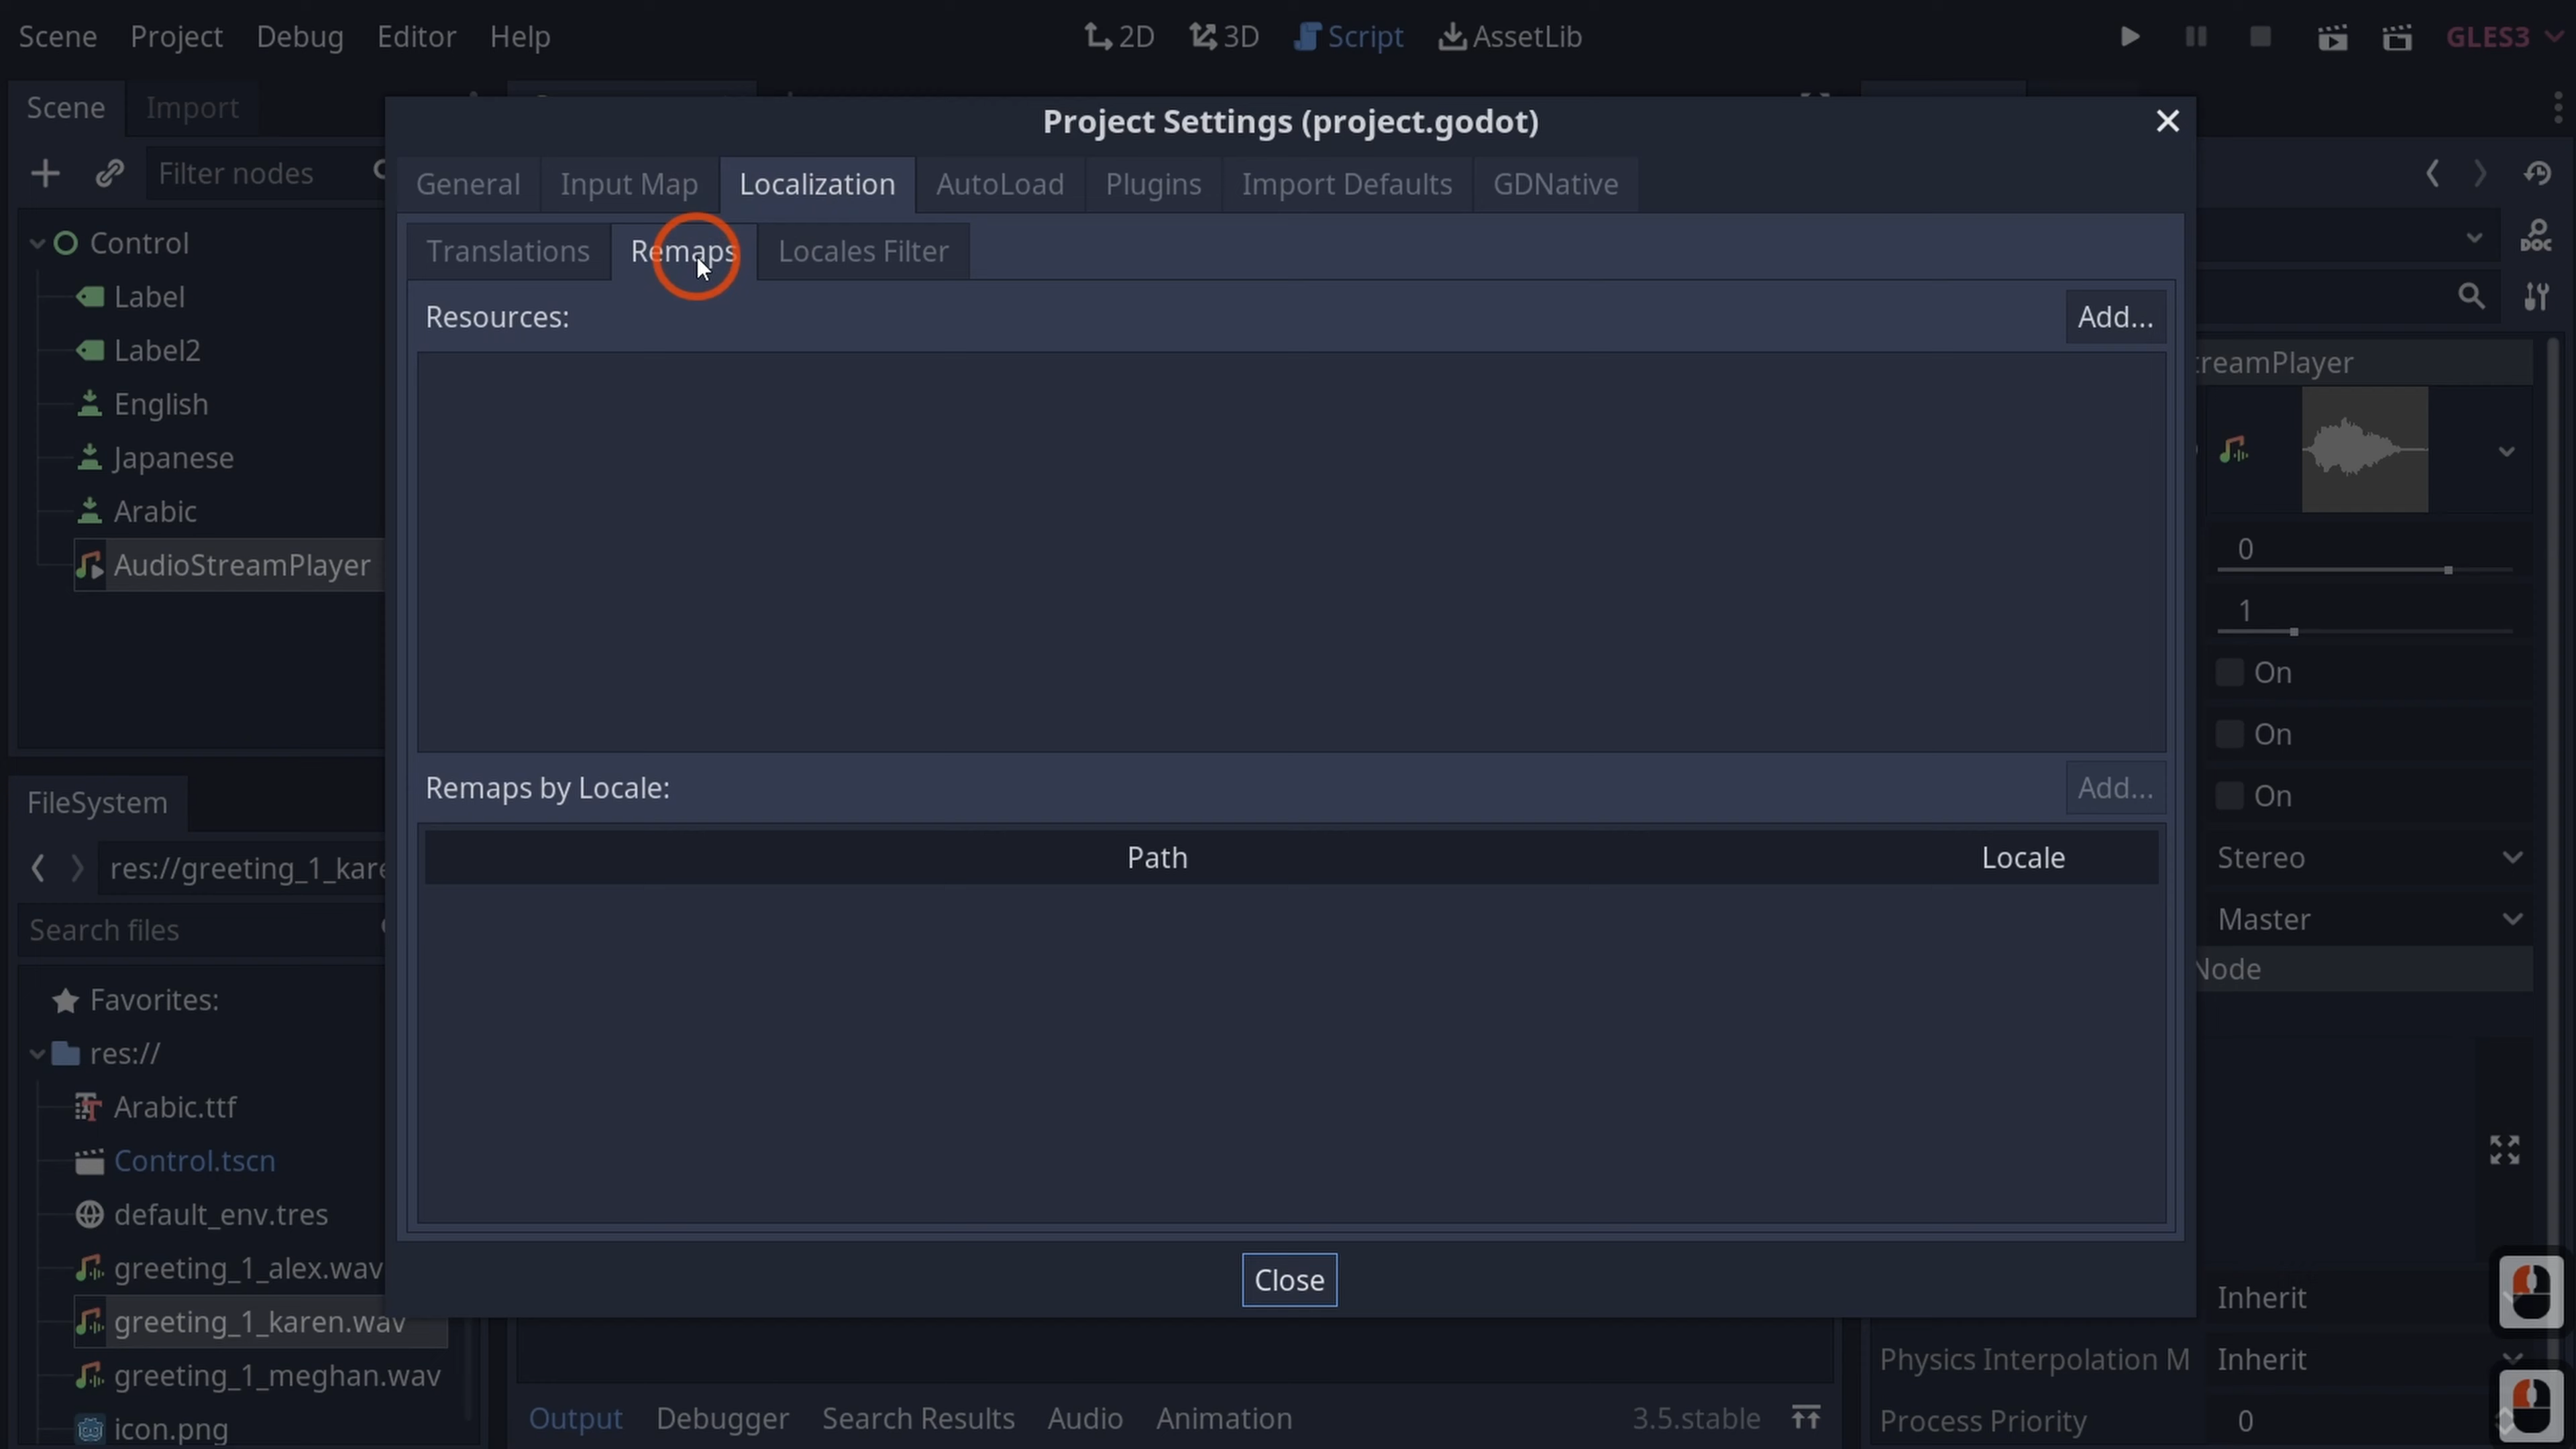 Scene Project Debug Editor Help 2D 3D Script AssetLib GLES3
Scene Import
Filter nodes
Control
Label
Label2
English
Japanese
Arabic
AudioStreamPlayer
FileSystem
res://greeting_1_kare
Search files
Favorites:
res://
Arabic.ttf
Control.tscn
default_env.tres
greeting_1_alex.wav
greeting_1_karen.wav
greeting_1_meghan.wav
icon.png
Project Settings (project.godot)
General Input Map Localization AutoLoad Plugins Import Defaults GDNative
Translations Remaps Locales Filter
Resources: Add...
Remaps by Locale: Add...
Path Locale
Close
Output Debugger Search Results Audio Animation 3.5.stable
DOC
treamPlayer
0
1
On
On
On
Stereo
Master
Node
Inherit
Physics Interpolation M Inherit
Process Priority 0